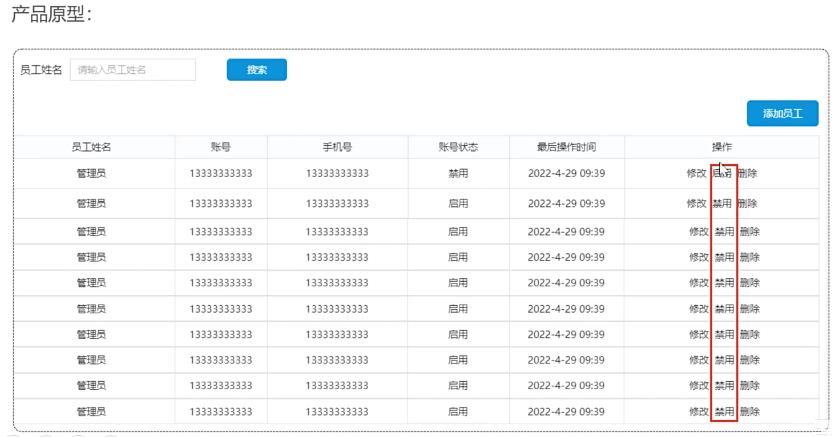 产品原型：
员工姓名 请输入员工姓名 搜索
添加员工
员工姓名 账号 手机号 账号状态 最后操作时间 操作
管理员 13333333333 13333333333 禁用 2022-4-29 09:39 修改 启用 删除
管理员 13333333333 13333333333 启用 2022-4-29 09:39 修改 禁用 删除
管理员 13333333333 13333333333 启用 2022-4-29 09:39 修改 禁用 删除
管理员 13333333333 13333333333 启用 2022-4-29 09:39 修改 禁用 删除
管理员 13333333333 13333333333 启用 2022-4-29 09:39 修改 禁用 删除
管理员 13333333333 13333333333 启用 2022-4-29 09:39 修改 禁用 删除
管理员 13333333333 13333333333 启用 2022-4-29 09:39 修改 禁用 删除
管理员 13333333333 13333333333 启用 2022-4-29 09:39 修改 禁用 删除
管理员 13333333333 13333333333 启用 2022-4-29 09:39 修改 禁用 删除
管理员 13333333333 13333333333 启用 2022-4-29 09:39 修改 禁用 删除